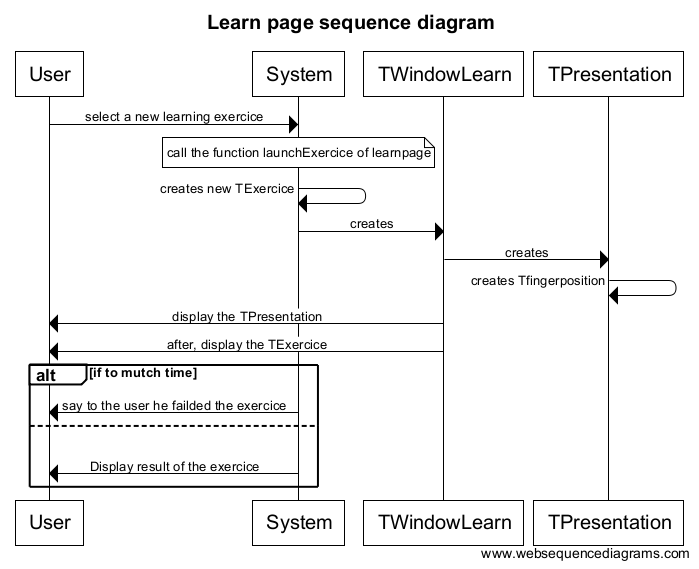 Learn page sequence diagram
User
System
TWindowLearn
TPresentation
select a new learning exercice
call the function launchExercice of learnpage
creates new TExercice
creates
creates
creates Tfingerposition
display the TPresentation
after, display the TExercice
alt
[if to mutch time]
say to the user he failded the exercice
Display result of the exercice
User
System
TWindowLearn
TPresentation
www.websequencediagrams.com